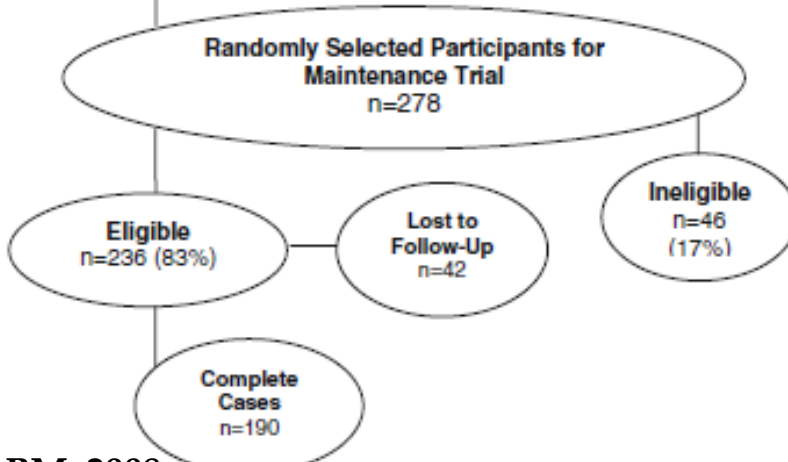 Randomly Selected Participants for
Maintenance Trial
n=278
Eligible
n=236 (83%)
Lost to
Follow-Up
n=42
Ineligible
n=46
(17%)
Complete
Cases
n=190